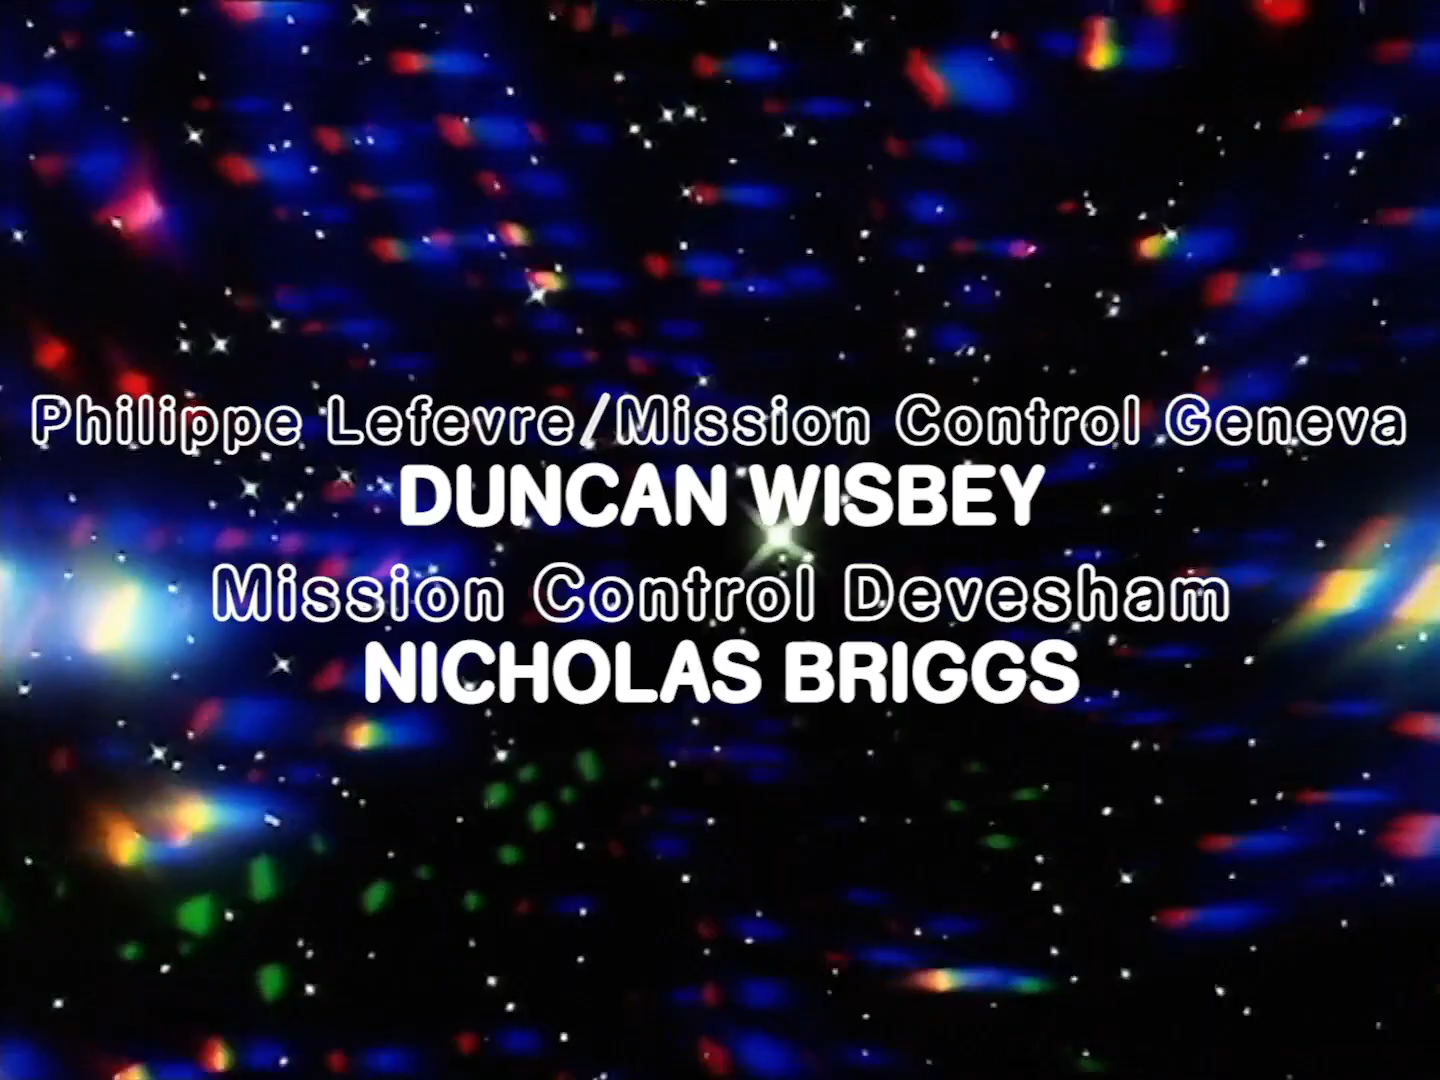 Philippe Lefevre/Mission Control Geneva
DUNCAN WISBEY
Mission Control Devesham
NICHOLAS BRIGGS